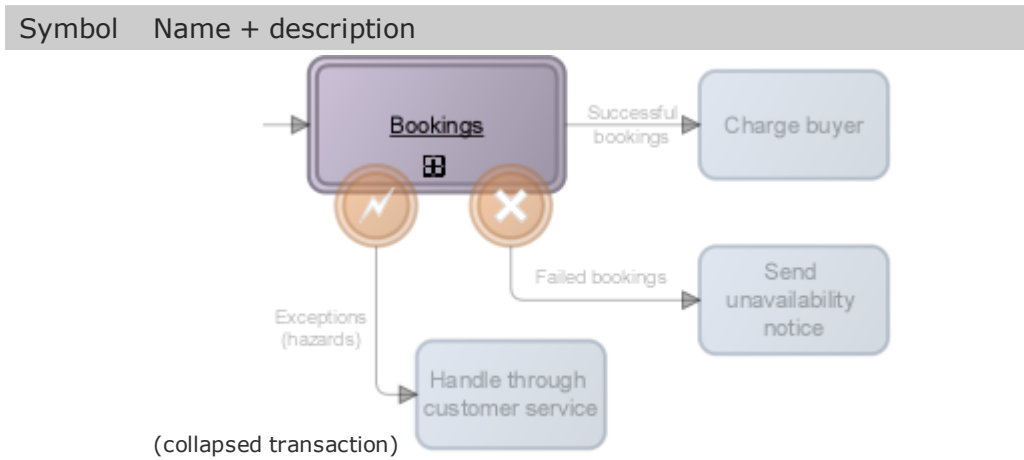 Symbol Name + description
Bookings
Successful
bookings
Charge buyer
Failed bookings
Send
unavailability
notice
Exceptions
(hazards)
Handle through
customer service
(collapsed transaction)